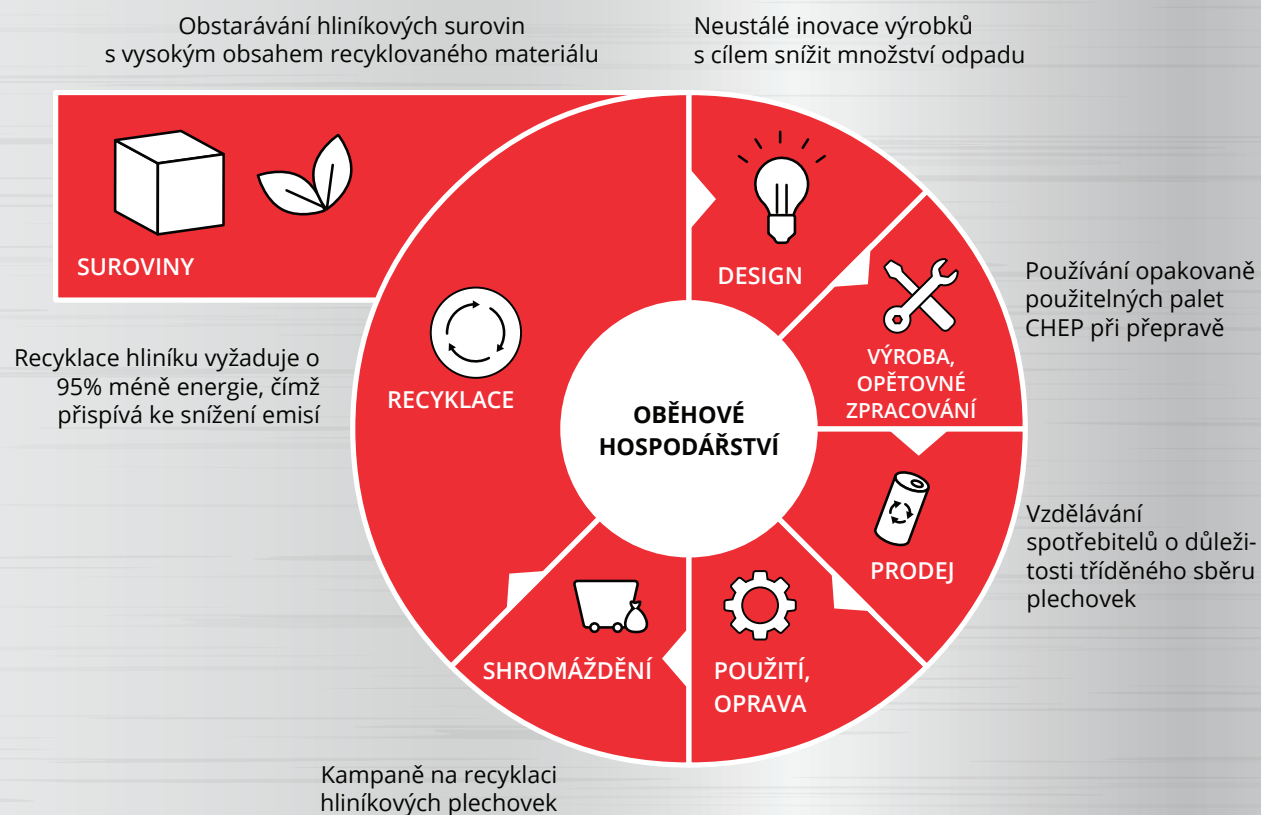 Obstarávání hliníkových surovin
s vysokým obsahem recyklovaného materiálu
Neustálé inovace výrobků
s cílem snížit množství odpadu
SUROVINY
DESIGN
Používání opakovaně
použitelných palet
CHEP při přepravě
VÝROBA,
OPĚTOVNÉ
ZPRACOVÁNÍ
Recyklace hliníku vyžaduje o
95% méně energie, čímž
přispívá ke snížení emisí
RECYKLACE
OBĚHOVÉ
HOSPODÁŘSTVÍ
PRODEJ
Vzdělávání
spotřebitelů o důleži-
tosti tříděného sběru
plechovek
SHROMÁŽDĚNÍ
POUŽITÍ,
OPRAVA
Kampaně na recyklaci
hliníkových plechovek